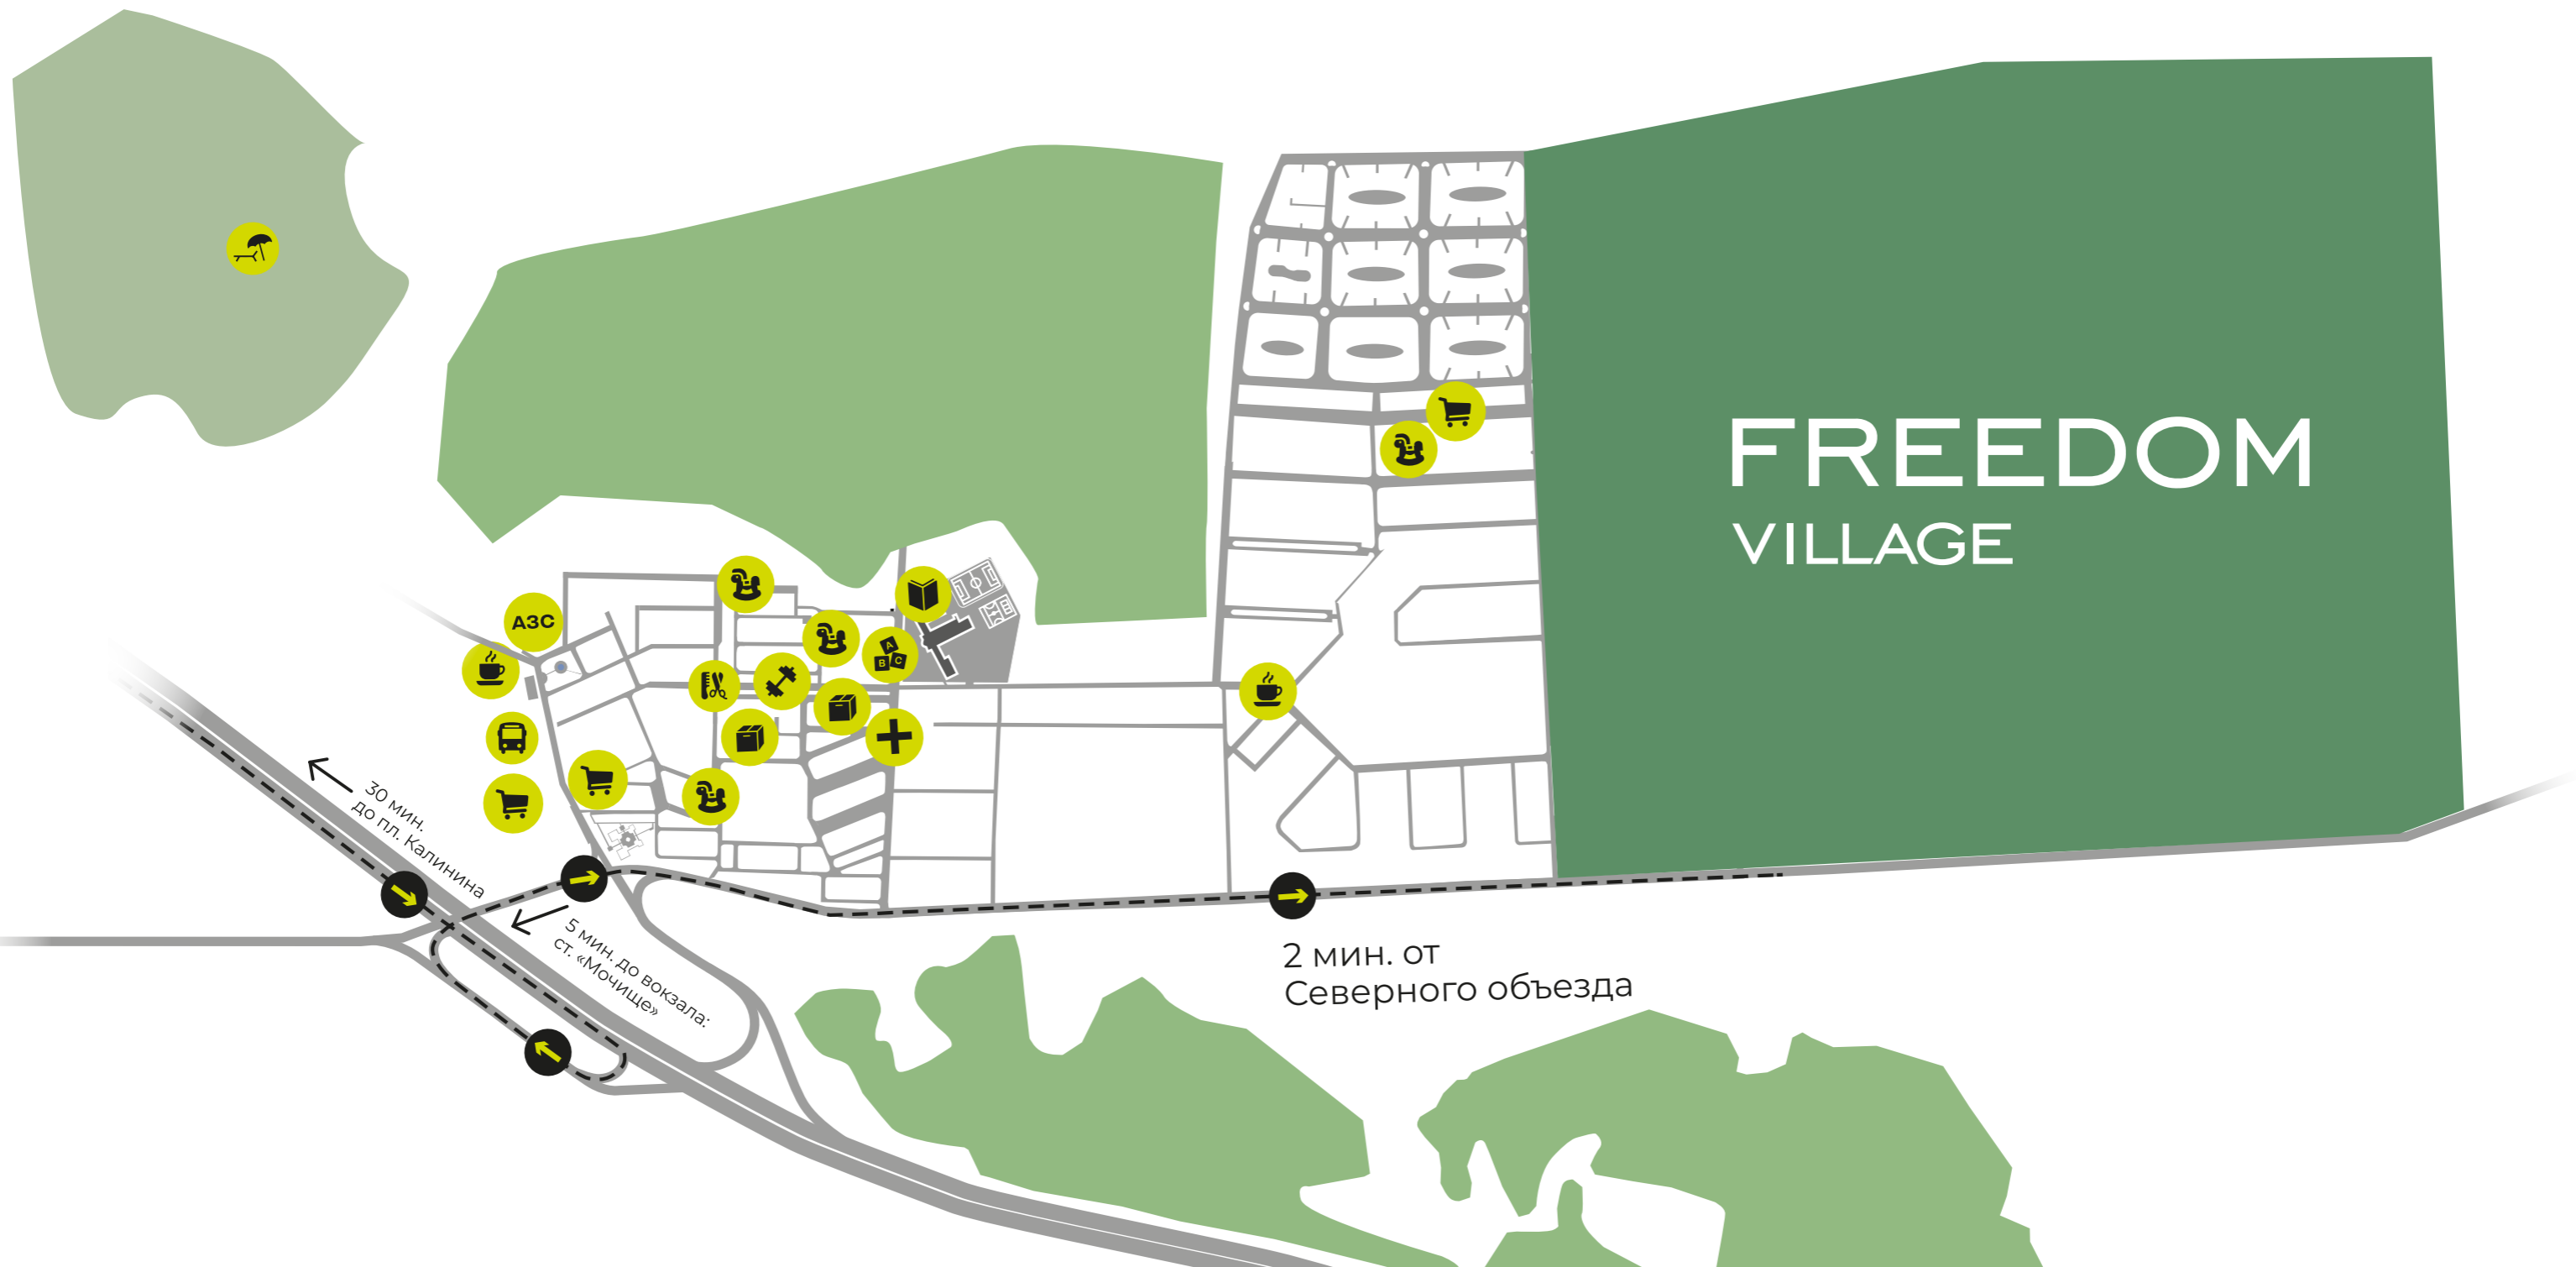 FREEDOM
VILLAGE
АЗС
A
B C
30 мин.
до пл. Калинина
5 мин. до вокзала:
ст. «Мочище»
2 мин. от
Северного объезда